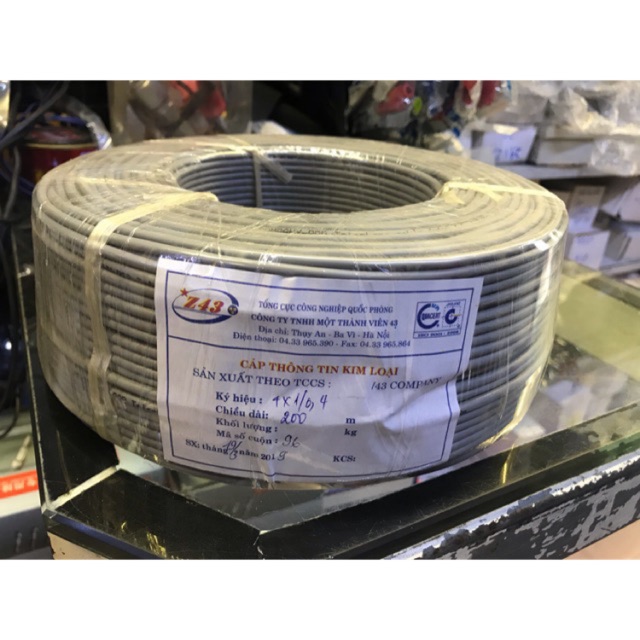 Z43
TỔNG CỤC CÔNG NGHIỆP QUỐC PHÒNG
CÔNG TY TNHH MỘT THÀNH VIÊN 43
Địa chỉ: Thụy An - Ba Vì - Hà Nội
Điện thoại: 04.33 965.390 - Fax: 04.33 965.864
CÁP THÔNG TIN KIM LOẠI
SẢN XUẤT THEO TCCS : /43 COMPANY
Ký hiệu : 1 x 1/0,4
Chiều dài: 200 m
Khối lượng: kg
Mã số cuộn:
SX: tháng năm 201 KCS: